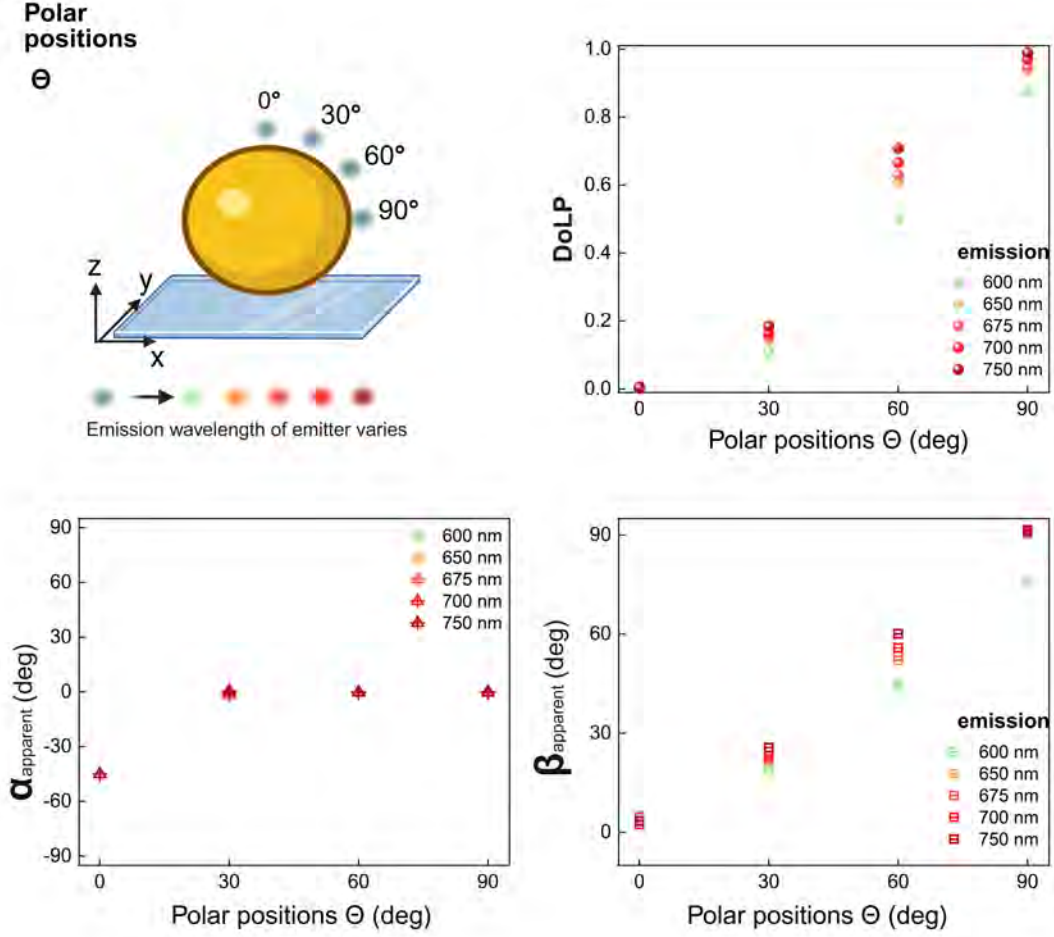 Polar
positions
Θ
0°
30°
60°
90°
z
y
x
Emission wavelength of emitter varies
1.0
0.8
0.6
0.4
0.2
0.0
DoLP
emission
600 nm
650 nm
675 nm
700 nm
750 nm
0 30 60 90
Polar positions Θ (deg)
90
60
30
0
-30
-60
-90
αapparent (deg)
600 nm
650 nm
675 nm
700 nm
750 nm
0 30 60 90
Polar positions Θ (deg)
90
60
30
0
βapparent (deg)
emission
600 nm
650 nm
675 nm
700 nm
750 nm
0 30 60 90
Polar positions Θ (deg)